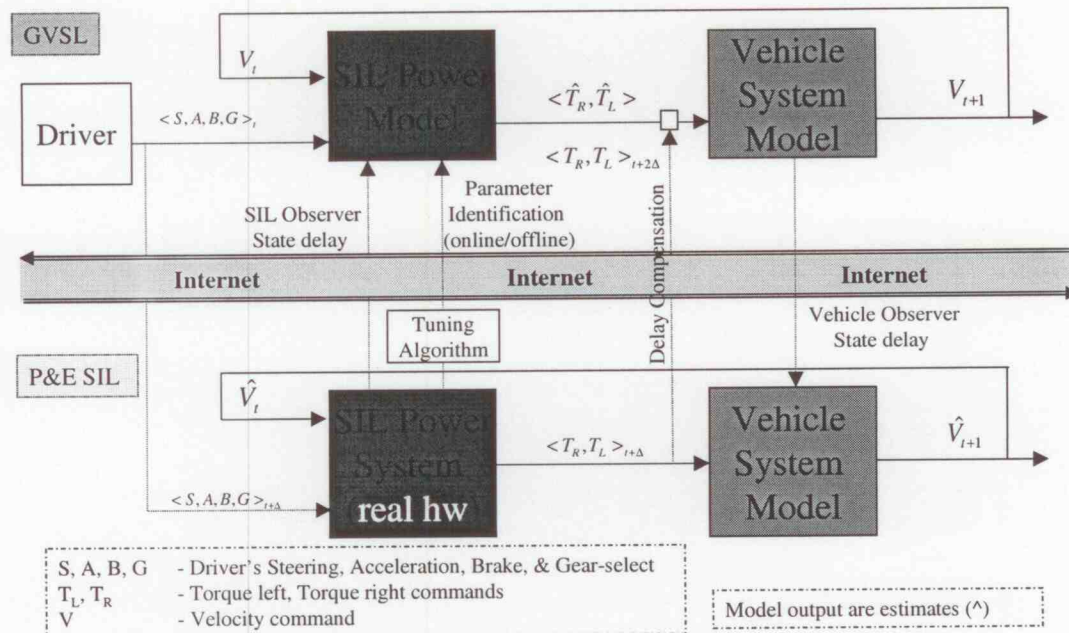 GVSL
Driver
V_t
< S, A, B, G >_t
SIL Power
Model
< T̂_R, T̂_L >
< T_R, T_L >_{t+2Δ}
Vehicle
System
Model
V_{t+1}
SIL Observer
State delay
Parameter
Identification
(online/offline)
Delay Compensation
Internet
Internet
Internet
Tuning
Algorithm
Vehicle Observer
State delay
P&E SIL
V̂_t
< S, A, B, G >_{t+Δ}
SIL Power
System
real hw
< T_R, T_L >_{t+Δ}
Vehicle
System
Model
V̂_{t+1}
S, A, B, G - Driver's Steering, Acceleration, Brake, & Gear-select
T_L, T_R - Torque left, Torque right commands
V - Velocity command
Model output are estimates (^)